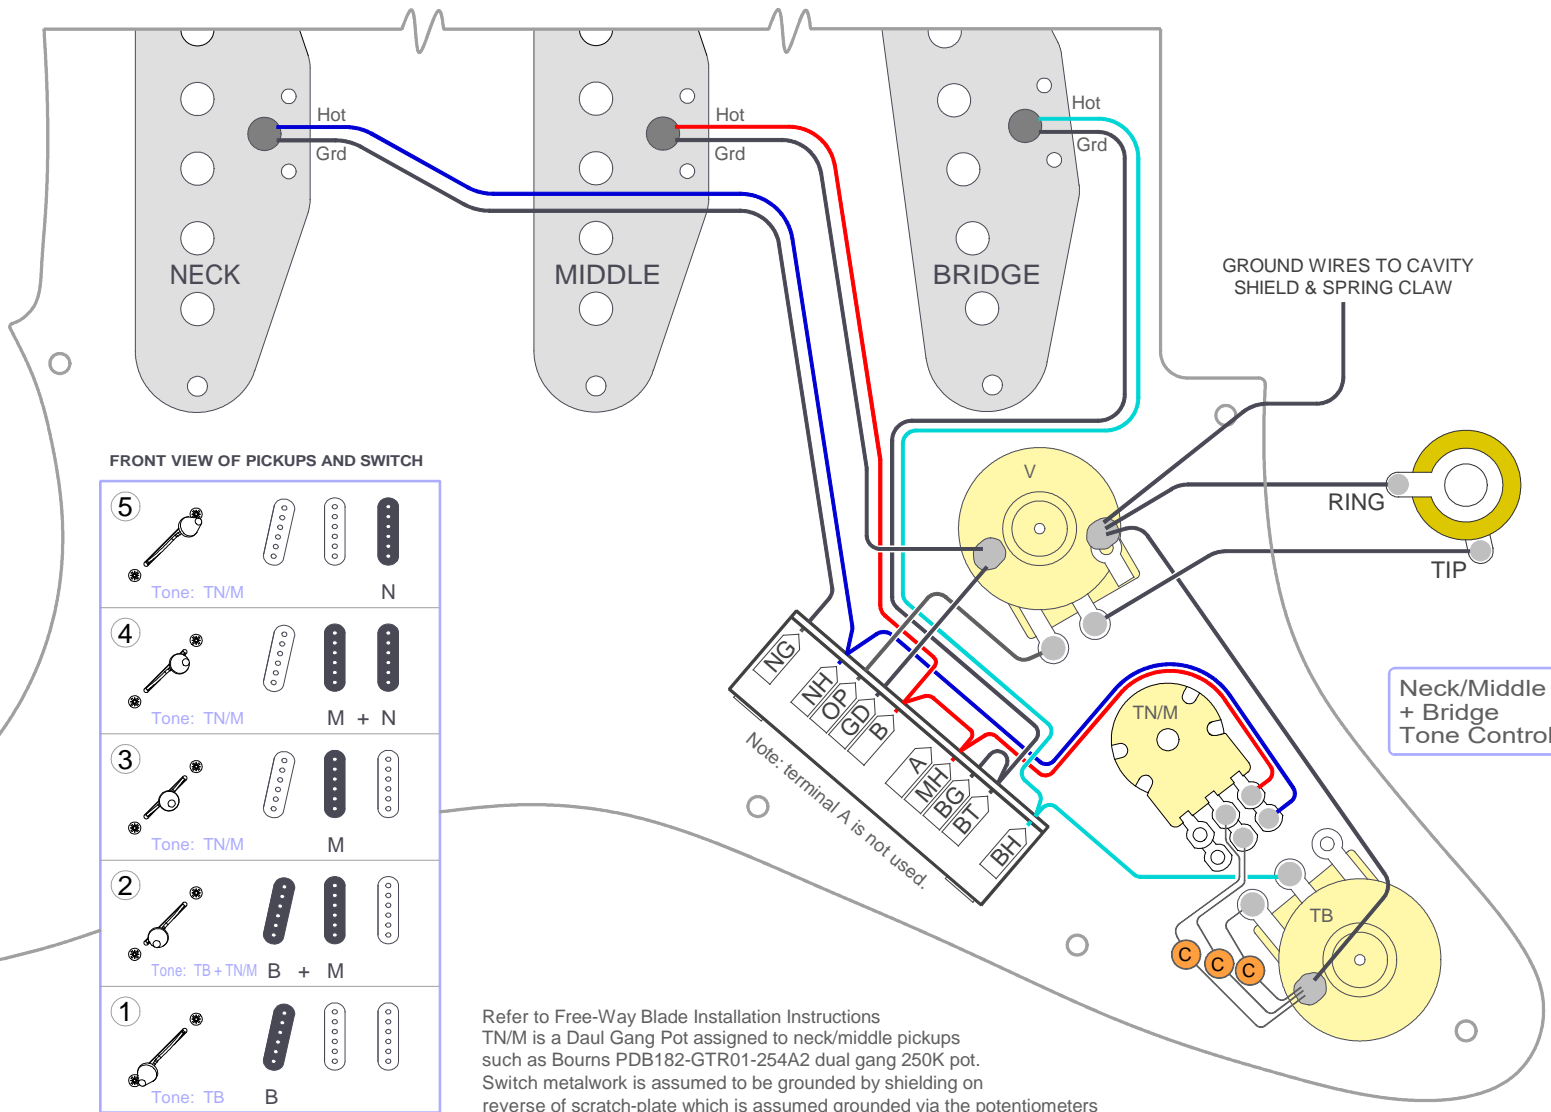 Hot
Grd
NECK
Hot
Grd
MIDDLE
Hot
Grd
BRIDGE
GROUND WIRES TO CAVITY
SHIELD & SPRING CLAW
RING
TIP
V
FRONT VIEW OF PICKUPS AND SWITCH
5
Tone: TN/M
N
4
Tone: TN/M
M + N
3
Tone: TN/M
M
2
Tone: TB + TN/M
B + M
1
Tone: TB
B
NG
NH
OP
GD
B
A
MH
BG
BT
BH
Note: terminal A is not used.
TN/M
Neck/Middle
+ Bridge
Tone Control
TB
C
C
C
Refer to Free-Way Blade Installation Instructions
TN/M is a Daul Gang Pot assigned to neck/middle pickups
such as Bourns PDB182-GTR01-254A2 dual gang 250K pot.
Switch metalwork is assumed to be grounded by shielding on
reverse of scratch-plate which is assumed grounded via the potentiometers